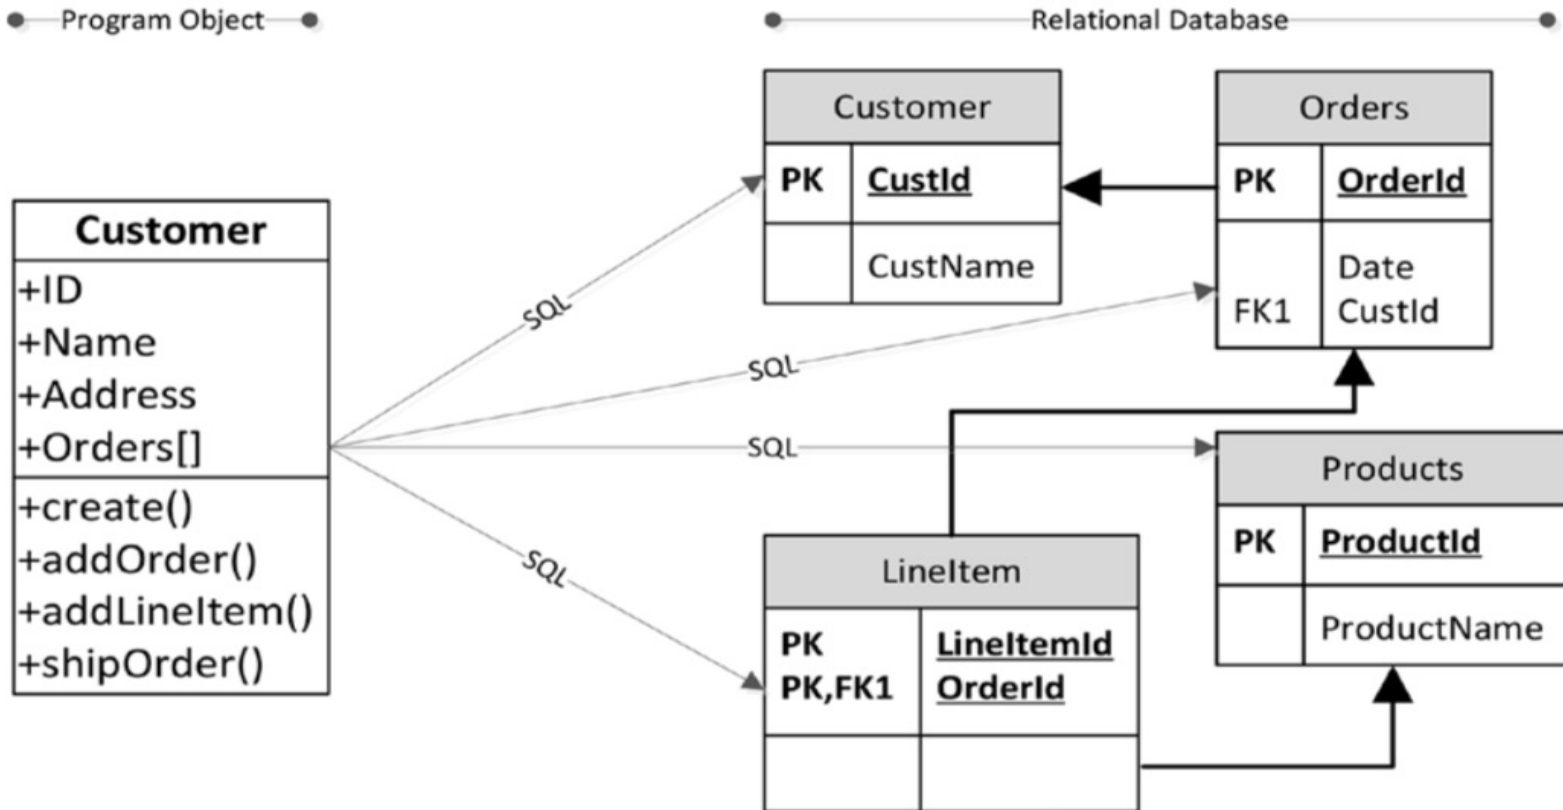 Program Object
Relational Database
Customer
+ID
+Name
+Address
+Orders[]
+create()
+addOrder()
+addLineItem()
+shipOrder()
SQL
SQL
SQL
SQL
Customer
PK CustId
CustName
Orders
PK OrderId
Date
FK1 CustId
Products
PK ProductId
ProductName
LineItem
PK LineItemId
PK,FK1 OrderId